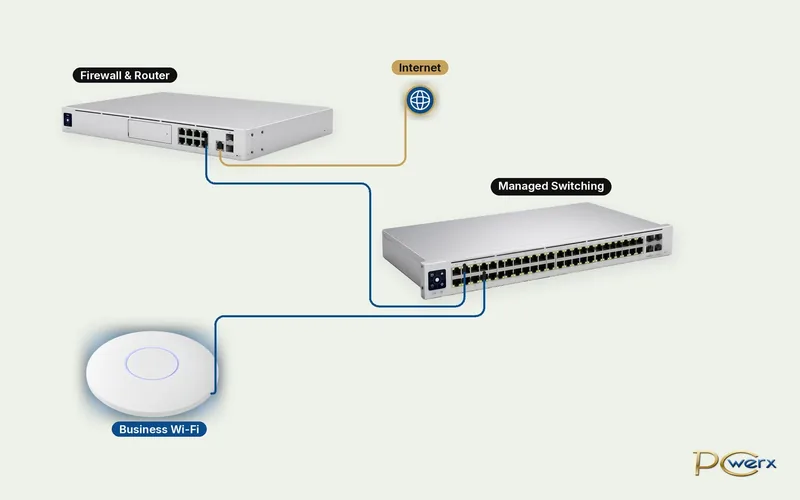 Internet
Firewall & Router
Managed Switching
Business Wi-Fi
PCwerx